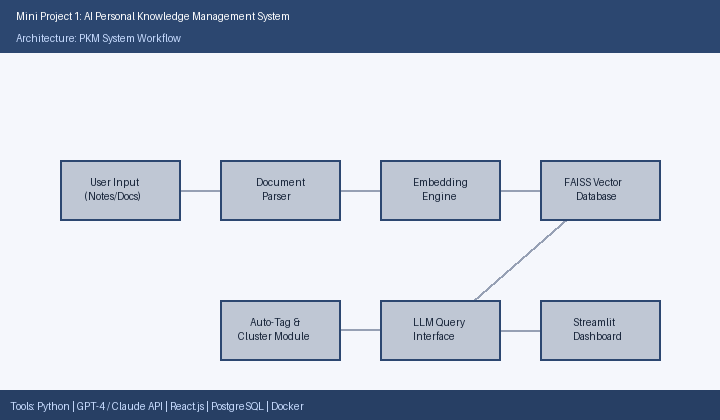 Mini Project 1: AI Personal Knowledge Management System
Architecture: PKM System Workflow
User Input
(Notes/Docs)
Document
Parser
Embedding
Engine
FAISS Vector
Database
Auto-Tag &
Cluster Module
LLM Query
Interface
Streamlit
Dashboard
Tools: Python | GPT-4 / Claude API | React.js | PostgreSQL | Docker